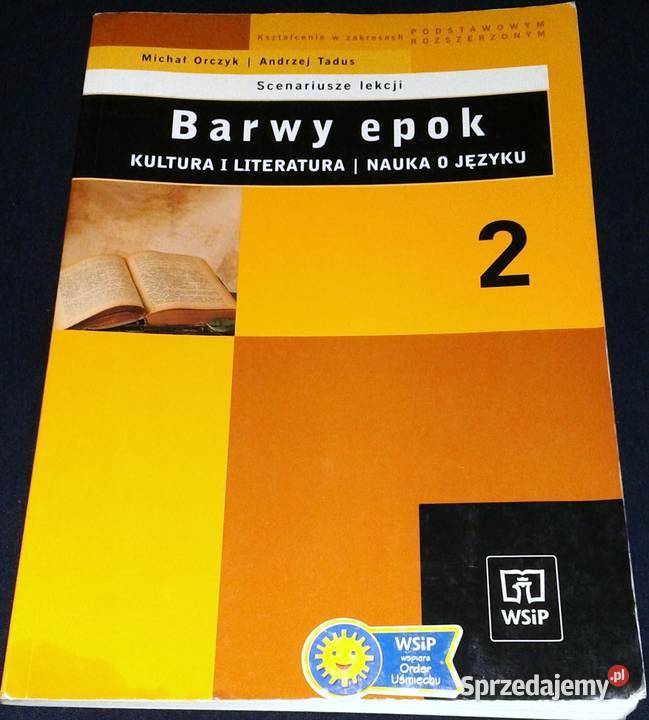 Kształcenie w zakresach PODSTAWOWYM
ROZSZERZONYM
Michał Orczyk | Andrzej Tadus
Scenariusze lekcji
Barwy epok
KULTURA I LITERATURA | NAUKA O JĘZYKU
2
WSiP
WSiP
wspiera
Order
Uśmiechu
Sprzedajemy.pl